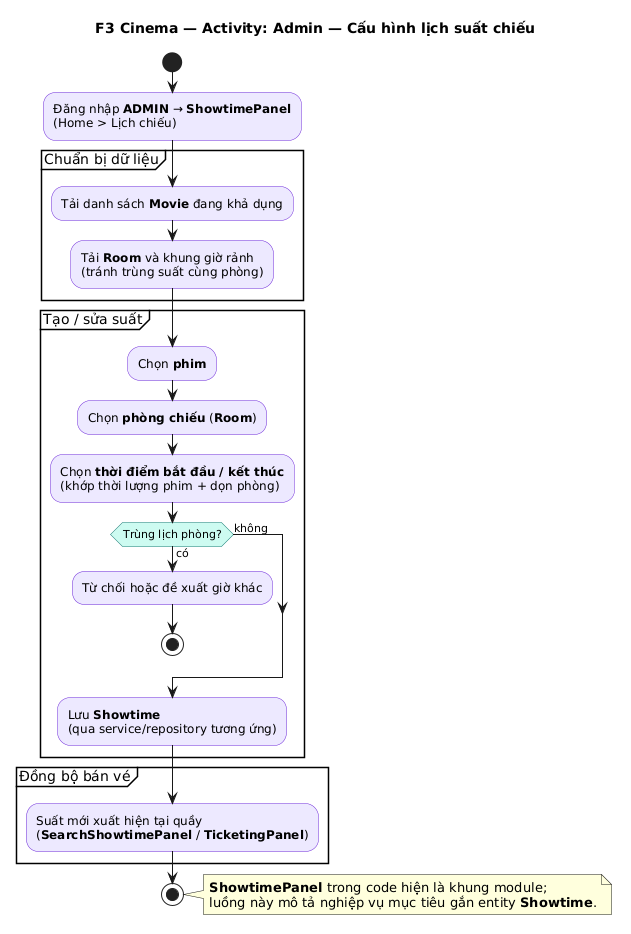 F3 Cinema — Activity: Admin — Cấu hình lịch suất chiếu
Đăng nhập ADMIN → ShowtimePanel
(Home > Lịch chiếu)
Chuẩn bị dữ liệu
Tải danh sách Movie đang khả dụng
Tải Room và khung giờ rảnh
(tránh trùng suất cùng phòng)
Tạo / sửa suất
Chọn phim
Chọn phòng chiếu (Room)
Chọn thời điểm bắt đầu / kết thúc
(khớp thời lượng phim + dọn phòng)
Trùng lịch phòng?
không
có
Từ chối hoặc đề xuất giờ khác
Lưu Showtime
(qua service/repository tương ứng)
Đồng bộ bán vé
Suất mới xuất hiện tại quầy
(SearchShowtimePanel / TicketingPanel)
ShowtimePanel trong code hiện là khung module;
luồng này mô tả nghiệp vụ mục tiêu gắn entity Showtime.